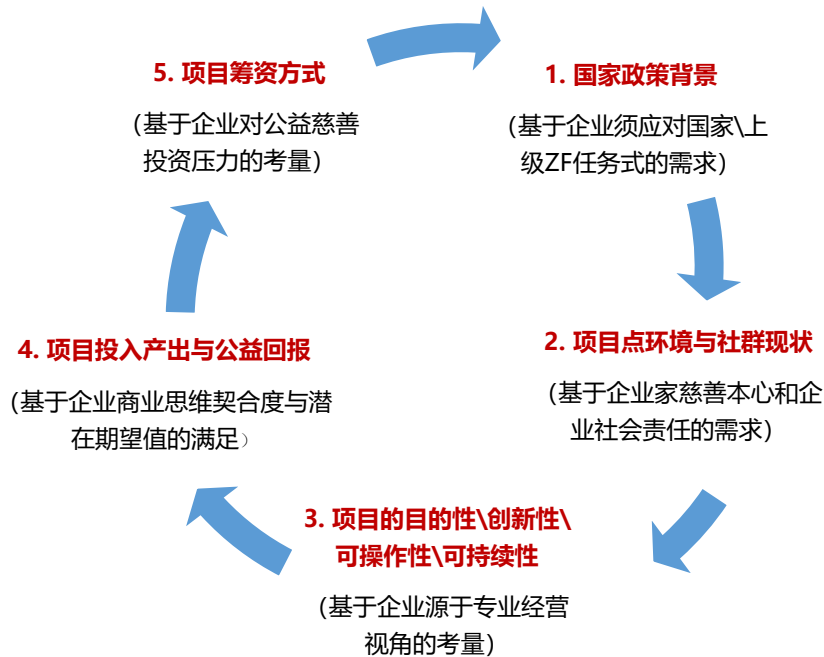 1. 国家政策背景
（基于企业须应对国家\上
级ZF任务式的需求）
2. 项目点环境与社群现状
（基于企业家慈善本心和企
业社会责任的需求）
3. 项目的目的性\创新性\
可操作性\可持续性
（基于企业源于专业经营
视角的考量）
4. 项目投入产出与公益回报
（基于企业商业思维契合度与潜
在期望值的满足）
5. 项目筹资方式
（基于企业对公益慈善
投资压力的考量）